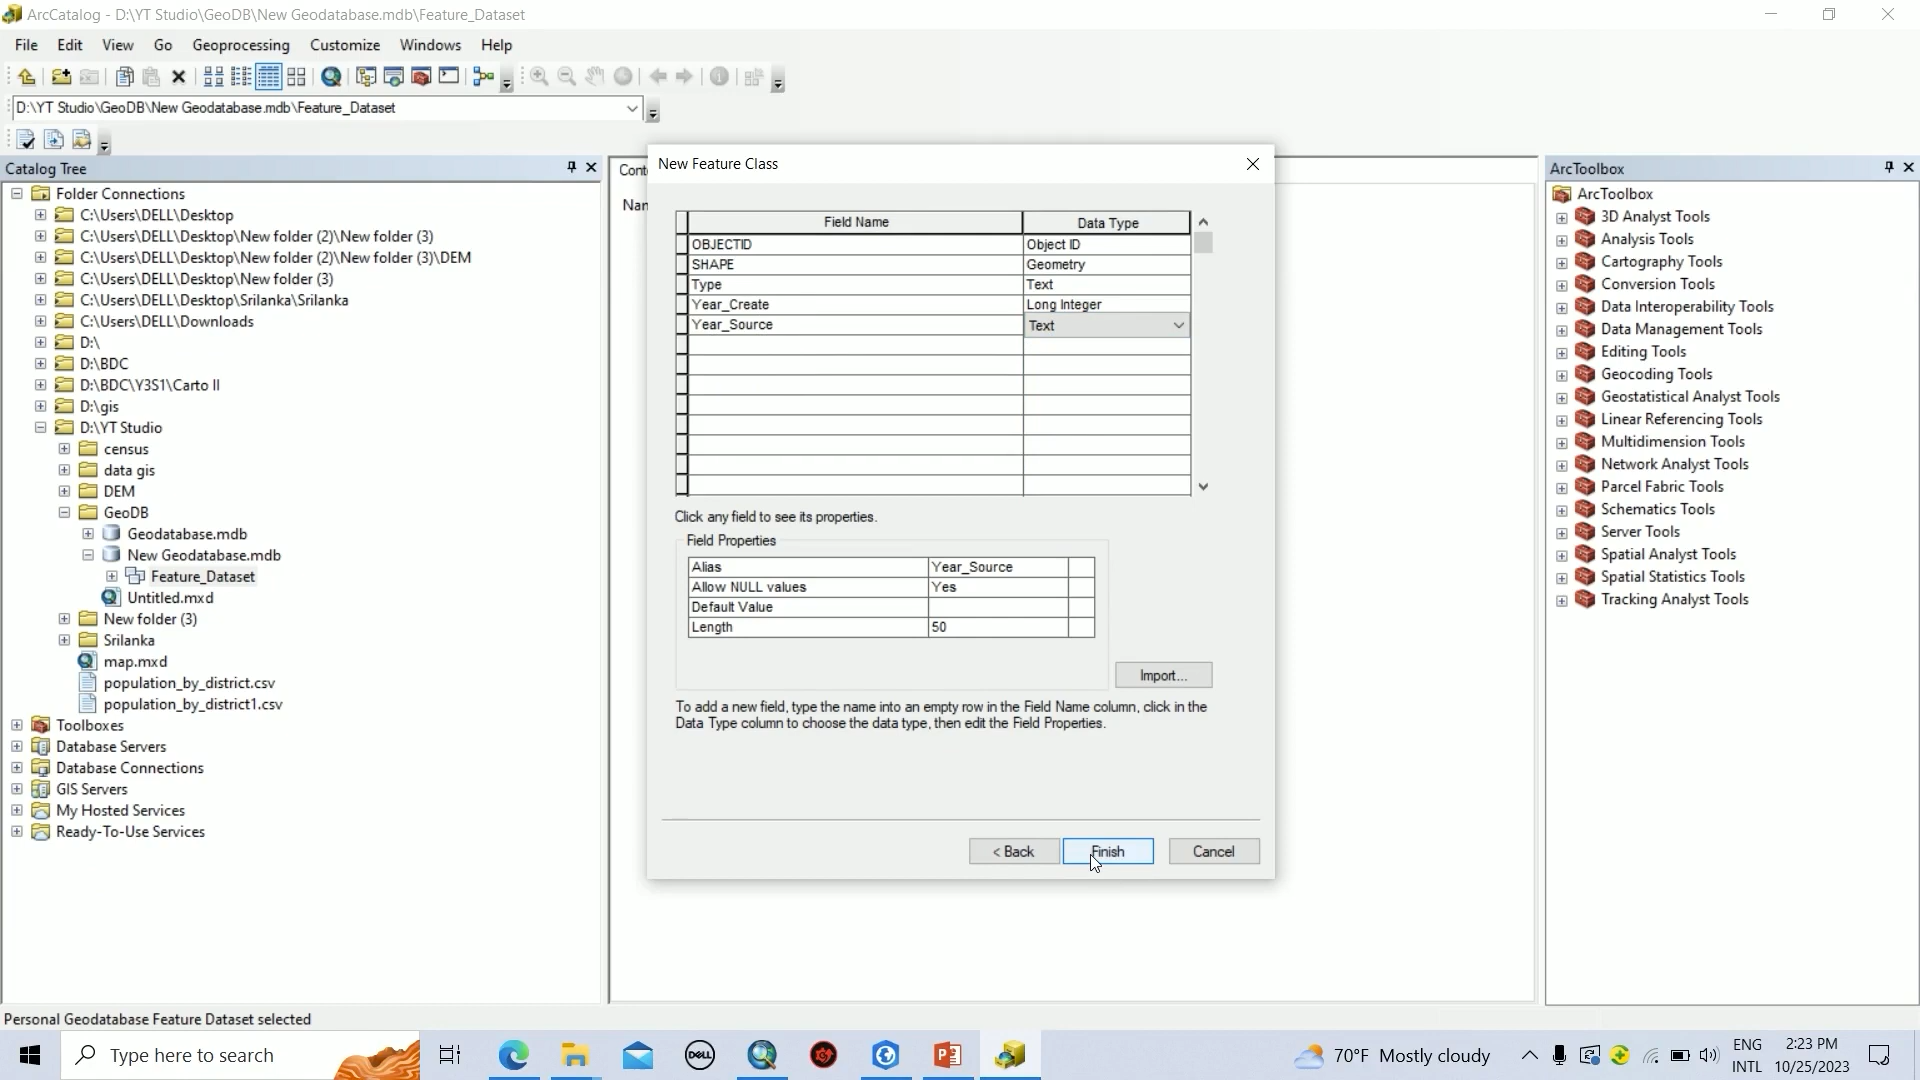 ArcCatalog - D:\YT Studio\GeoDB\New Geodatabase.mdb\Feature_Dataset
File Edit View Go Geoprocessing Customize Windows Help
D:\YT Studio\GeoDB\New Geodatabase.mdb\Feature_Dataset
Catalog Tree
Folder Connections
C:\Users\DELL\Desktop
C:\Users\DELL\Desktop\New folder (2)\New folder (3)
C:\Users\DELL\Desktop\New folder (2)\New folder (3)\DEM
C:\Users\DELL\Desktop\New folder (3)
C:\Users\DELL\Desktop\Srilanka\Srilanka
C:\Users\DELL\Downloads
D:\
D:\BDC
D:\BDC\Y3S1\Carto II
D:\gis
D:\YT Studio
census
data gis
DEM
GeoDB
Geodatabase.mdb
New Geodatabase.mdb
Feature_Dataset
Untitled.mxd
New folder (3)
Srilanka
map.mxd
population_by_district.csv
population_by_district1.csv
Toolboxes
Database Servers
Database Connections
GIS Servers
My Hosted Services
Ready-To-Use Services
Cont
Nan
New Feature Class
Field Name Data Type
OBJECTID Object ID
SHAPE Geometry
Type Text
Year_Create Long Integer
Year_Source Text
Click any field to see its properties.
Field Properties
Alias Year_Source
Allow NULL values Yes
Default Value
Length 50
Import...
To add a new field, type the name into an empty row in the Field Name column, click in the
Data Type column to choose the data type, then edit the Field Properties.
< Back Finish Cancel
ArcToolbox
ArcToolbox
3D Analyst Tools
Analysis Tools
Cartography Tools
Conversion Tools
Data Interoperability Tools
Data Management Tools
Editing Tools
Geocoding Tools
Geostatistical Analyst Tools
Linear Referencing Tools
Multidimension Tools
Network Analyst Tools
Parcel Fabric Tools
Schematics Tools
Server Tools
Spatial Analyst Tools
Spatial Statistics Tools
Tracking Analyst Tools
Personal Geodatabase Feature Dataset selected
Type here to search
DELL
70°F Mostly cloudy
ENG
INTL
2:23 PM
10/25/2023